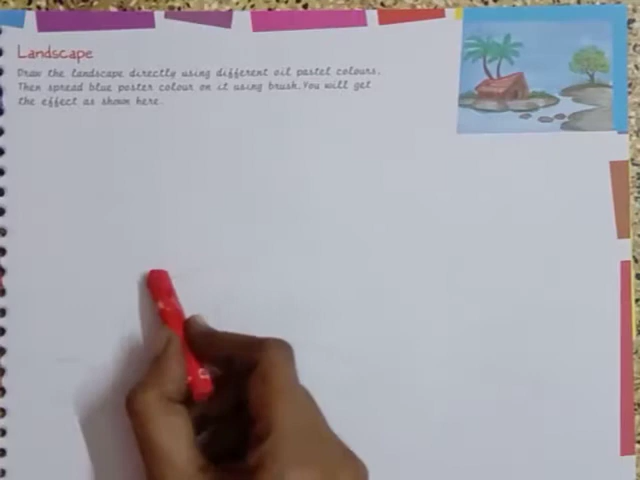 Landscape
Draw the landscape directly using different oil pastel colours.
Then spread blue poster colour on it using brush. You will get
the effect as shown here.